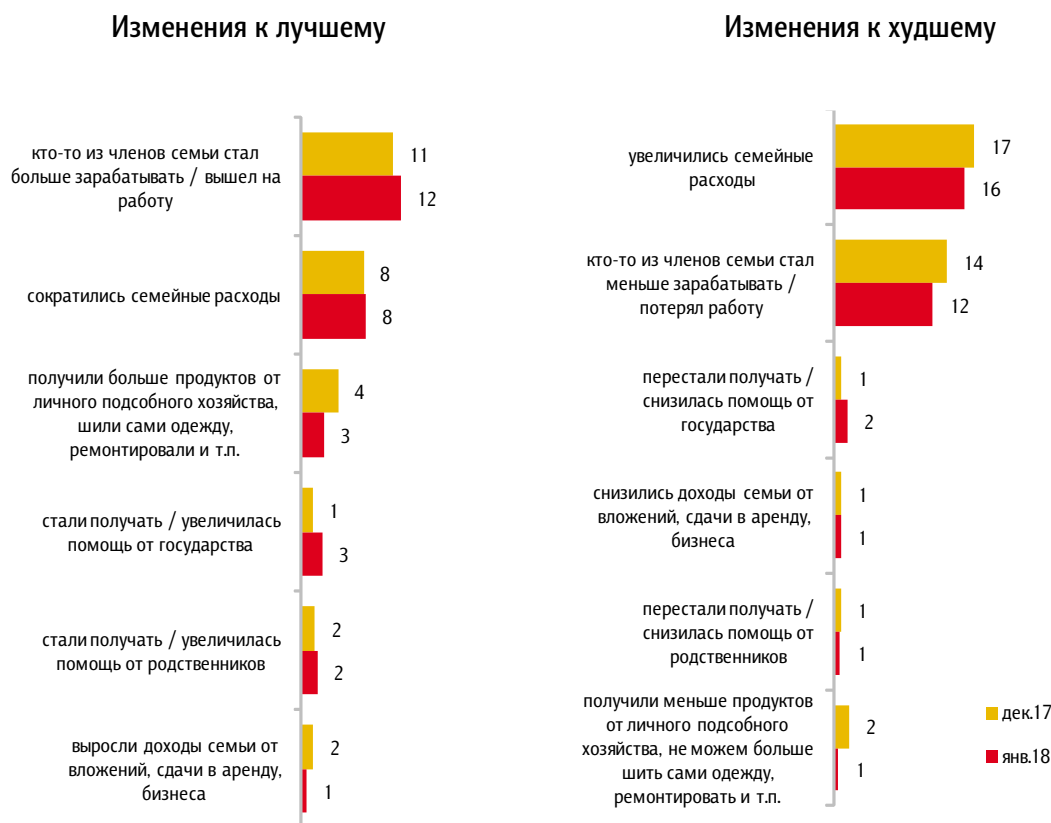 Изменения к лучшему
кто-то из членов семьи стал
больше зарабатывать / вышел на
работу
11
12
сократились семейные расходы
8
8
получили больше продуктов от
личного подсобного хозяйства,
шили сами одежду,
ремонтировали и т.п.
4
3
стали получать / увеличилась
помощь от государства
1
3
стали получать / увеличилась
помощь от родственников
2
2
выросли доходы семьи от
вложений, сдачи в аренду,
бизнеса
2
1
Изменения к худшему
увеличились семейные
расходы
17
16
кто-то из членов семьи стал
меньше зарабатывать /
потерял работу
14
12
перестали получать /
снизилась помощь от
государства
1
2
снизились доходы семьи от
вложений, сдачи в аренду,
бизнеса
1
1
перестали получать /
снизилась помощь от
родственников
1
1
получили меньше продуктов
от личного подсобного
хозяйства, не можем больше
шить сами одежду,
ремонтировать и т.п.
2
1
дек.17
янв.18